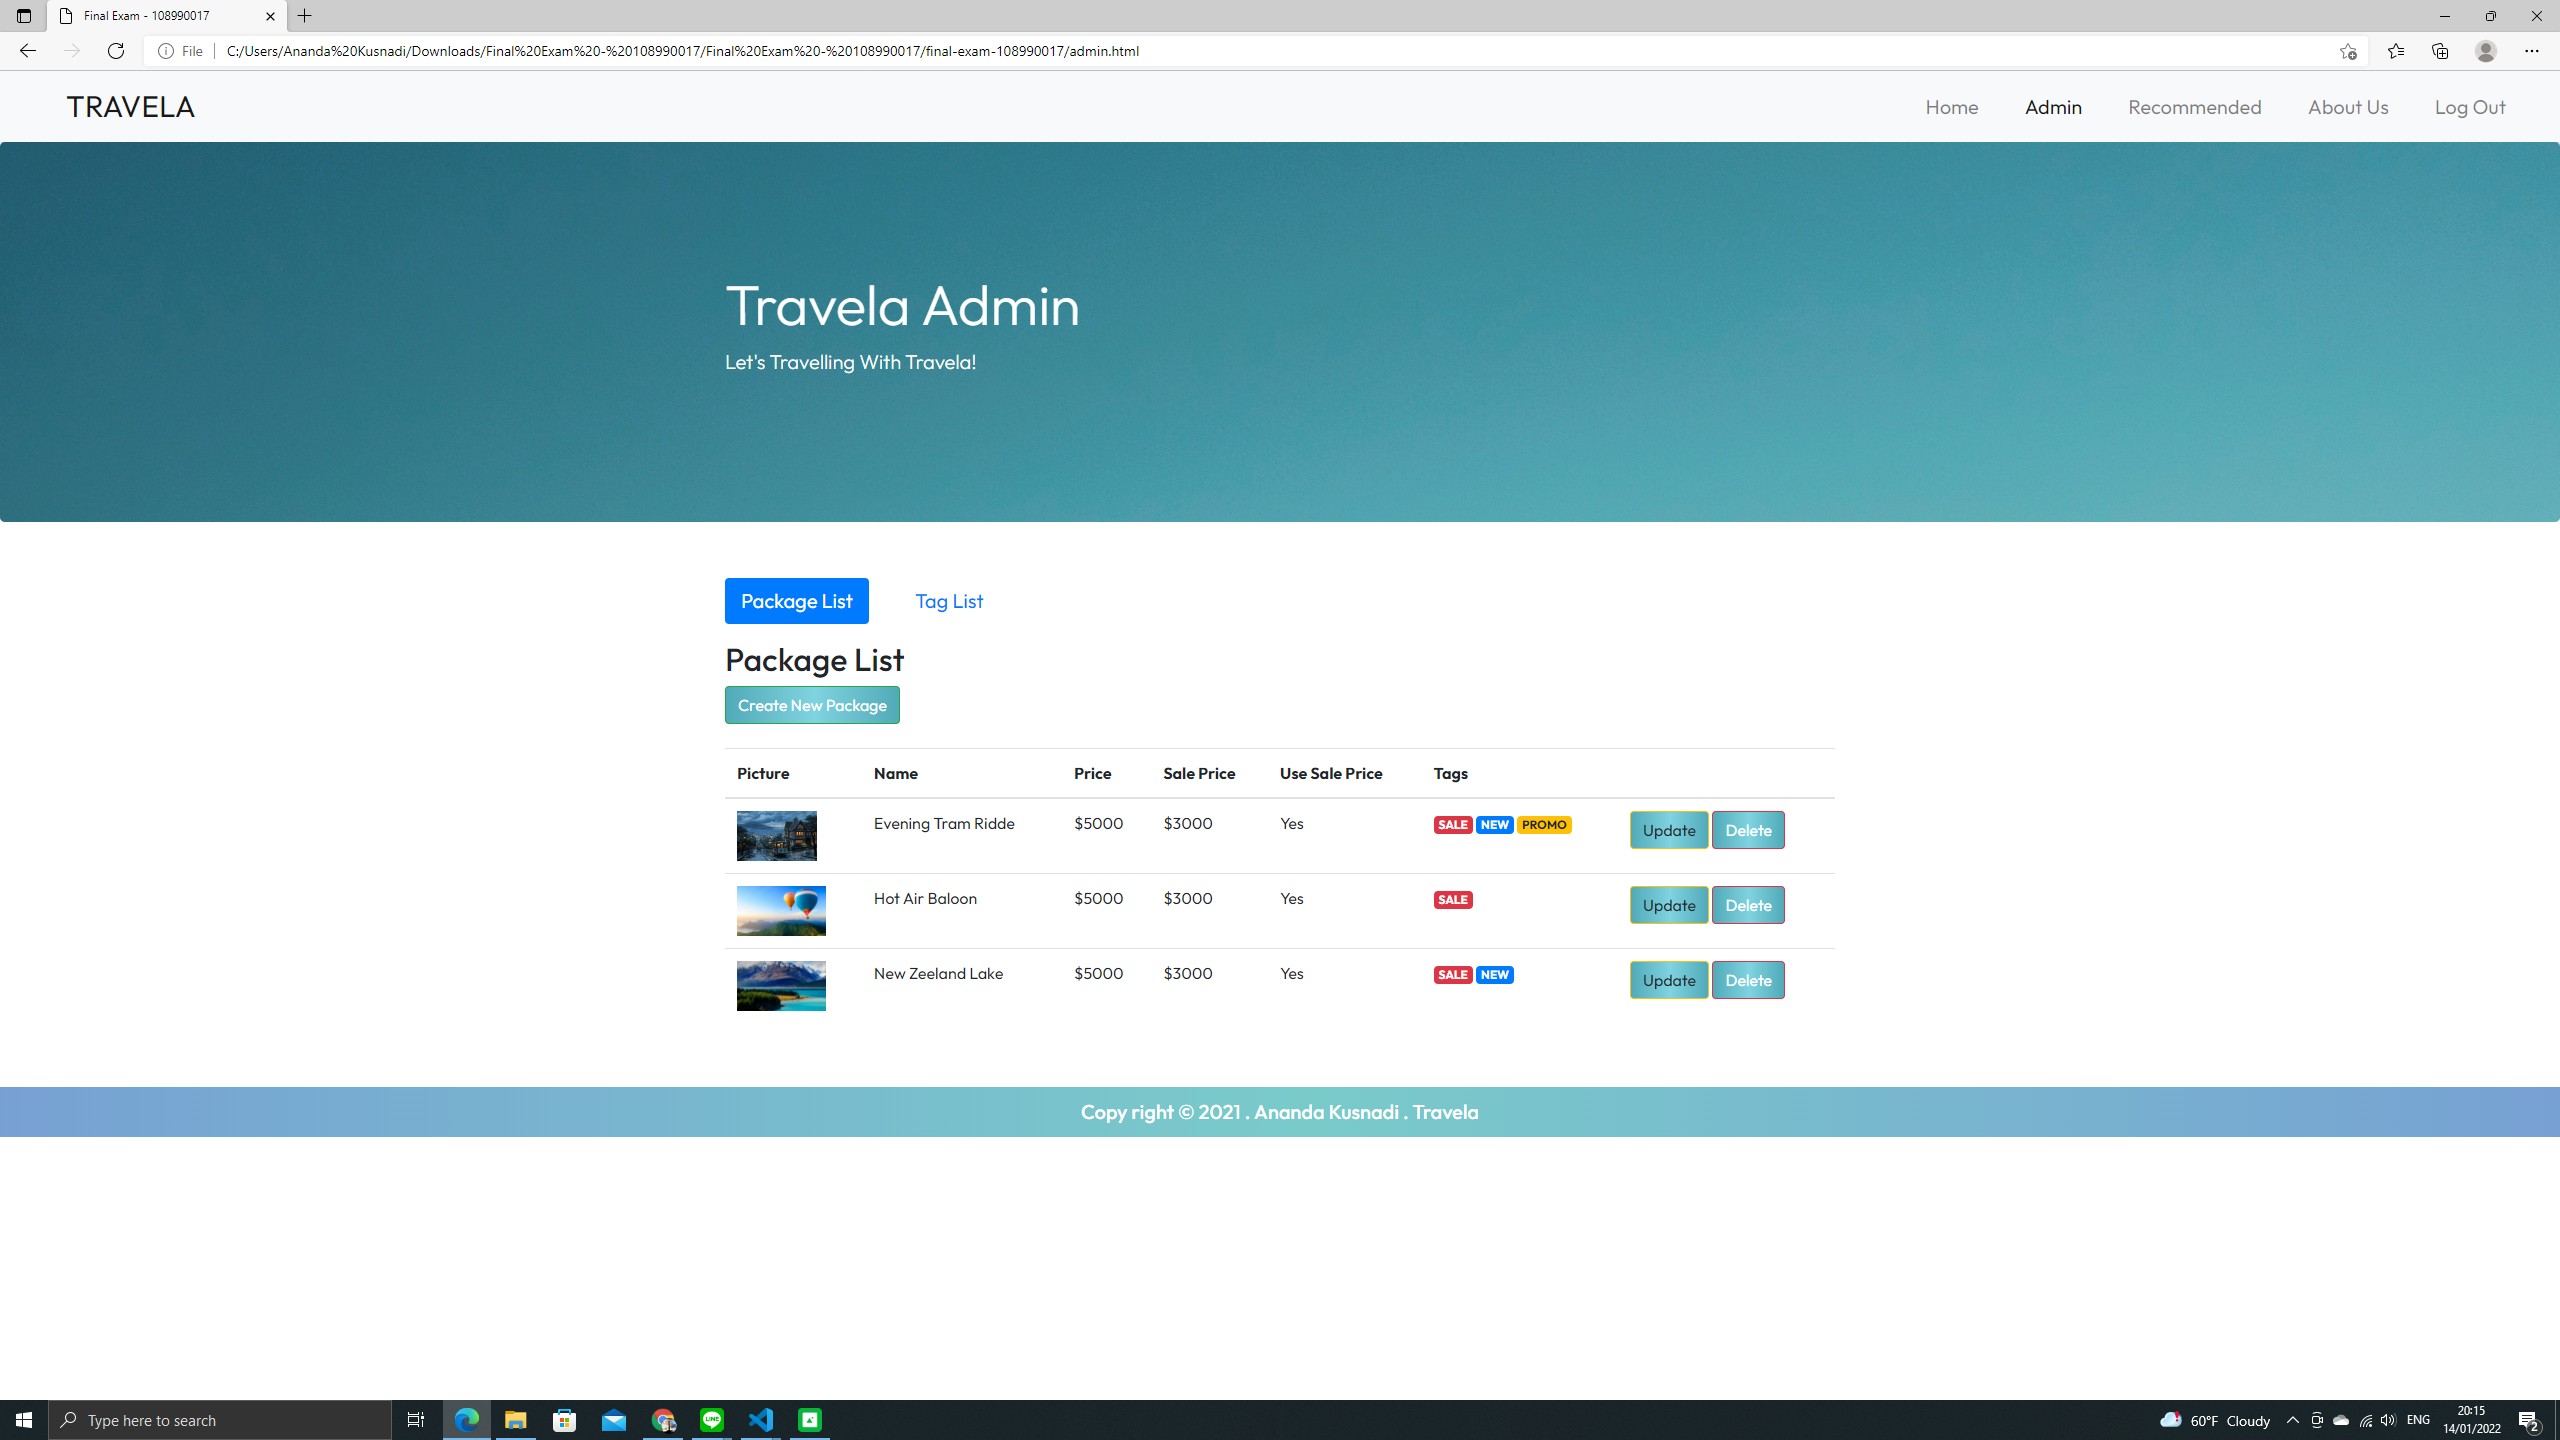 Final Exam - 108990017
File C:/Users/Ananda%20Kusnadi/Downloads/Final%20Exam%20-%20108990017/Final%20Exam%20-%20108990017/final-exam-108990017/admin.html
TRAVELA Home Admin Recommended About Us Log Out
Travela Admin
Let's Travelling With Travela!
Package List Tag List
Package List
Create New Package
Picture Name Price Sale Price Use Sale Price Tags
Evening Tram Ridde $5000 $3000 Yes SALE NEW PROMO Update Delete
Hot Air Baloon $5000 $3000 Yes SALE Update Delete
New Zeeland Lake $5000 $3000 Yes SALE NEW Update Delete
Copy right © 2021 . Ananda Kusnadi . Travela
Type here to search LINE 60°F Cloudy ENG 20:15
14/01/2022 2